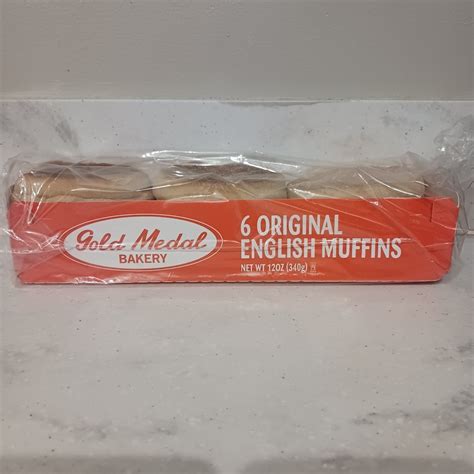 Gold Medal
BAKERY
6 ORIGINAL
ENGLISH MUFFINS
NET WT 12OZ (340g)